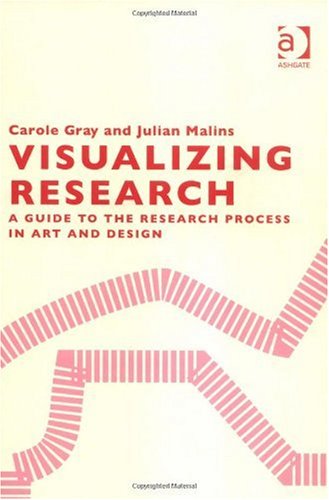 a
ASHGATE
Carole Gray and Julian Malins
VISUALIZING
RESEARCH
A GUIDE TO THE RESEARCH PROCESS
IN ART AND DESIGN